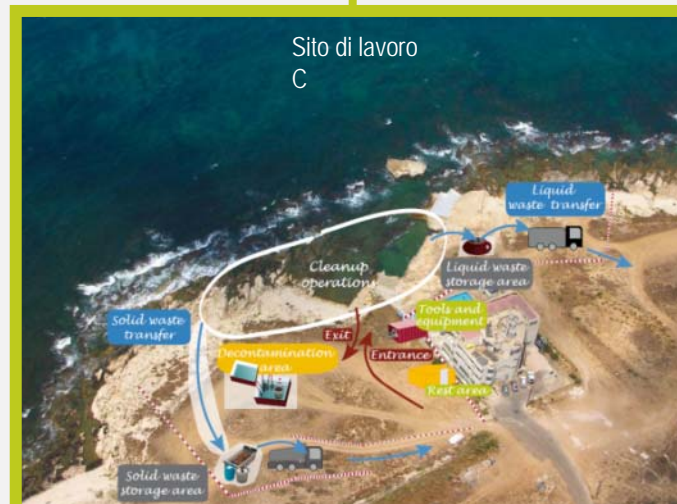 Sito di lavoro
C
Liquid
waste transfer
Cleanup
operations
Liquid waste
storage area
Solid waste
transfer
Tools and
equipment
Exit
Decontamination
area
Entrance
Rest area
Solid waste
storage area